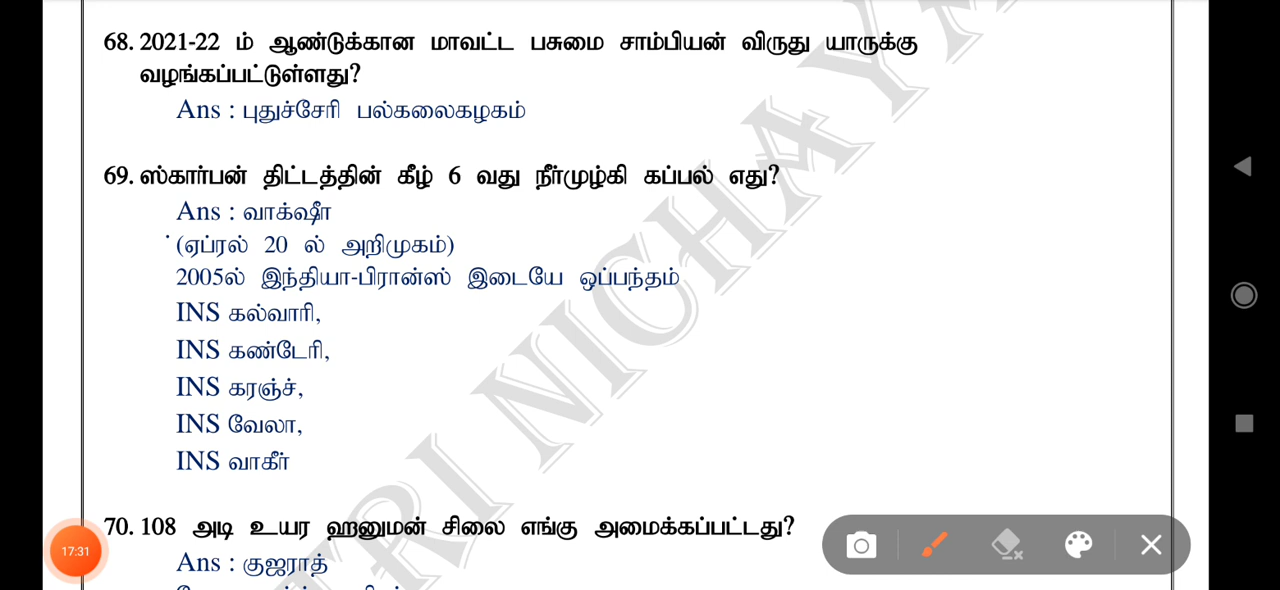 68. 2021-22 ம் ஆண்டுக்கான மாவட்ட பசுமை சாம்பியன் விருது யாருக்கு
வழங்கப்பட்டுள்ளது?
Ans : புதுச்சேரி பல்கலைகழகம்
69. ஸ்கார்பன் திட்டத்தின் கீழ் 6 வது நீர்முழ்கி கப்பல் எது?
Ans : வாக்ஷீர்
(ஏப்ரல் 20 ல் அறிமுகம்)
2005ல் இந்தியா-பிரான்ஸ் இடையே ஒப்பந்தம்
INS கல்வாரி,
INS கண்டேரி,
INS கரஞ்ச்,
INS வேலா,
INS வாகீர்
70. 108 அடி உயர ஹனுமன் சிலை எங்கு அமைக்கப்பட்டது?
Ans : குஜராத்
17:31
TRI NICHAY